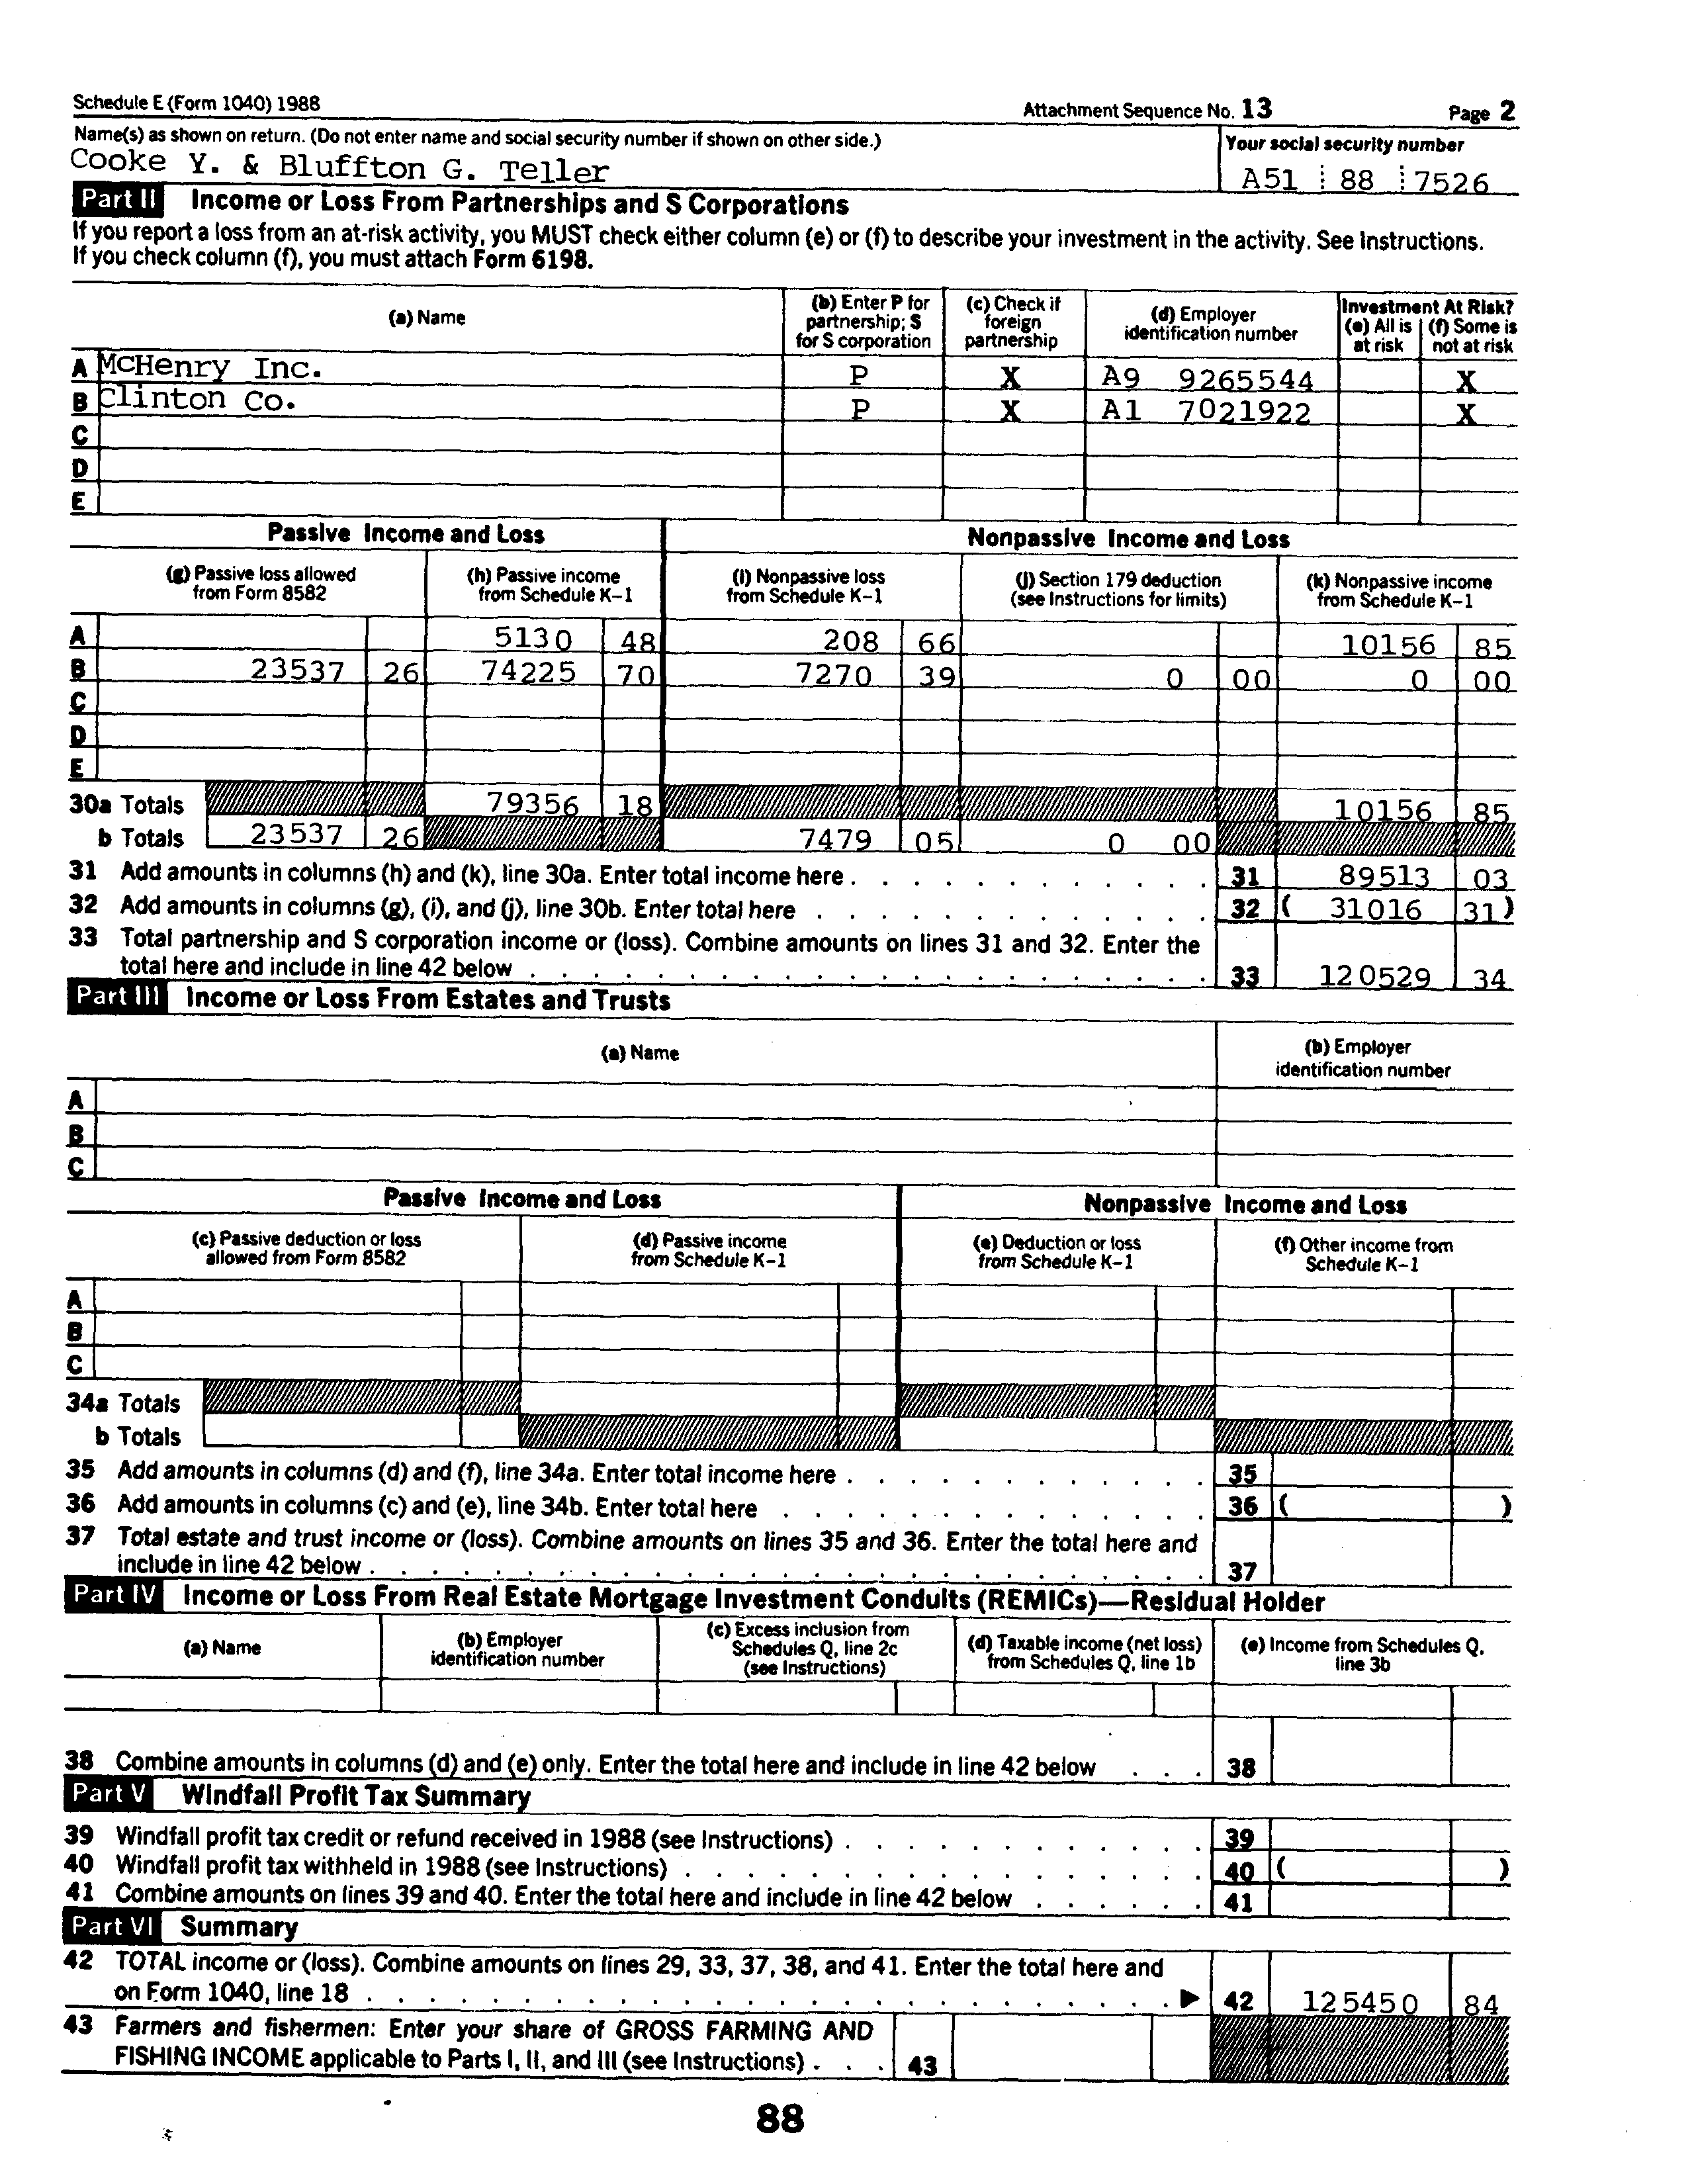 Schedule E (Form 1040) 1988 Attachment Sequence No. 13 Page 2
Name(s) as shown on return. (Do not enter name and social security number if shown on other side.) Your social security number
Cooke Y. & Bluffton G. Teller A51 88 7526
Part II Income or Loss From Partnerships and S Corporations
If you report a loss from an at-risk activity, you MUST check either column (e) or (f) to describe your investment in the activity. See Instructions.
If you check column (f), you must attach Form 6198.
(a) Name (b) Enter P for partnership; S for S corporation (c) Check if foreign partnership (d) Employer identification number Investment At Risk? (e) All is at risk (f) Some is not at risk
A McHenry Inc. P X A9 9265544 X
B Clinton Co. P X A1 7021922 X
C
D
E
Passive Income and Loss Nonpassive Income and Loss
(g) Passive loss allowed from Form 8582 (h) Passive income from Schedule K-1 (i) Nonpassive loss from Schedule K-1 (j) Section 179 deduction (see Instructions for limits) (k) Nonpassive income from Schedule K-1
A 5130 48 208 66 10156 85
B 23537 26 74225 70 7270 39 0 00 0 00
C
D
E
30a Totals 79356 18 10156 85
b Totals 23537 26 7479 05 0 00
31 Add amounts in columns (h) and (k), line 30a. Enter total income here . . . . . . . . . . . . 31 89513 03
32 Add amounts in columns (g), (i), and (j), line 30b. Enter total here . . . . . . . . . . . . . 32 ( 31016 31 )
33 Total partnership and S corporation income or (loss). Combine amounts on lines 31 and 32. Enter the
total here and include in line 42 below . . . . . . . . . . . . . . . . . . . . . . 33 120529 34
Part III Income or Loss From Estates and Trusts
(a) Name (b) Employer identification number
A
B
C
Passive Income and Loss Nonpassive Income and Loss
(c) Passive deduction or loss allowed from Form 8582 (d) Passive income from Schedule K-1 (e) Deduction or loss from Schedule K-1 (f) Other income from Schedule K-1
A
B
C
34a Totals
b Totals
35 Add amounts in columns (d) and (f), line 34a. Enter total income here . . . . . . . . . . . . 35
36 Add amounts in columns (c) and (e), line 34b. Enter total here . . . . . . . . . . . . . . 36 ( )
37 Total estate and trust income or (loss). Combine amounts on lines 35 and 36. Enter the total here and
include in line 42 below . . . . . . . . . . . . . . . . . . . . . . . . . . . 37
Part IV Income or Loss From Real Estate Mortgage Investment Conduits (REMICs)—Residual Holder
(a) Name (b) Employer identification number (c) Excess inclusion from Schedules Q, line 2c (see Instructions) (d) Taxable income (net loss) from Schedules Q, line 1b (e) Income from Schedules Q, line 3b
38 Combine amounts in columns (d) and (e) only. Enter the total here and include in line 42 below . . . 38
Part V Windfall Profit Tax Summary
39 Windfall profit tax credit or refund received in 1988 (see Instructions) . . . . . . . . . . . . 39
40 Windfall profit tax withheld in 1988 (see Instructions) . . . . . . . . . . . . . . . . . 40 ( )
41 Combine amounts on lines 39 and 40. Enter the total here and include in line 42 below . . . . . . 41
Part VI Summary
42 TOTAL income or (loss). Combine amounts on lines 29, 33, 37, 38, and 41. Enter the total here and
on Form 1040, line 18 . . . . . . . . . . . . . . . . . . . . . . . . . . ▶ 42 125450 84
43 Farmers and fishermen: Enter your share of GROSS FARMING AND
FISHING INCOME applicable to Parts I, II, and III (see Instructions) . . . 43
88